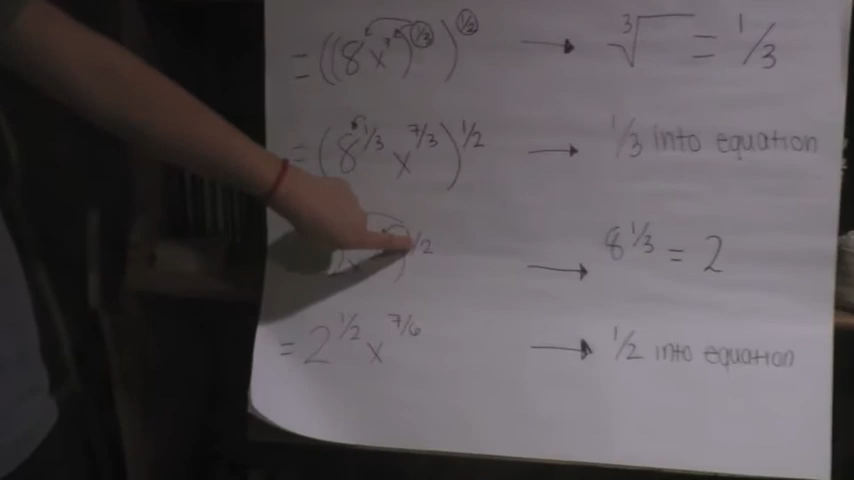 = ((8x⁷)^(1/3))^(1/2) → ³√ = 1/3
= (8^(1/3) x^(7/3))^(1/2) → 1/3 into equation
x )^1/2 → 8^(1/3) = 2
= 2^(1/2) x^(7/6) → 1/2 into equation